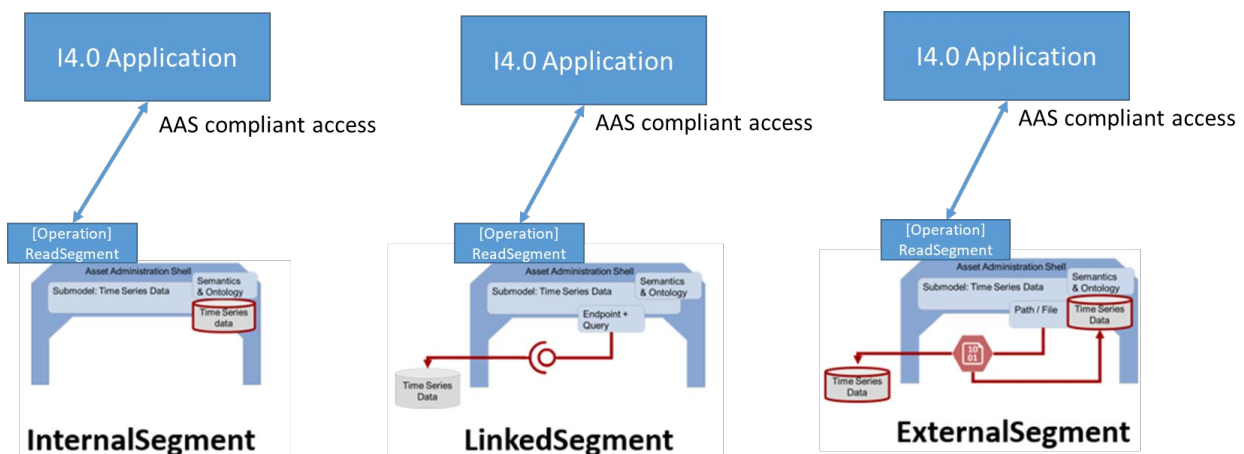 I4.0 Application
AAS compliant access
[Operation]
ReadSegment
Asset Administration Shell
Submodel: Time Series Data
Semantics
& Ontology
Time Series
data
InternalSegment
I4.0 Application
AAS compliant access
[Operation]
ReadSegment
Asset Administration Shell
Submodel: Time Series Data
Semantics
& Ontology
Endpoint +
Query
Time Series
Data
LinkedSegment
I4.0 Application
AAS compliant access
[Operation]
ReadSegment
Asset Administration Shell
Submodel: Time Series Data
Semantics
& Ontology
Path / File
Time Series
Data
10
01
Time Series
Data
ExternalSegment